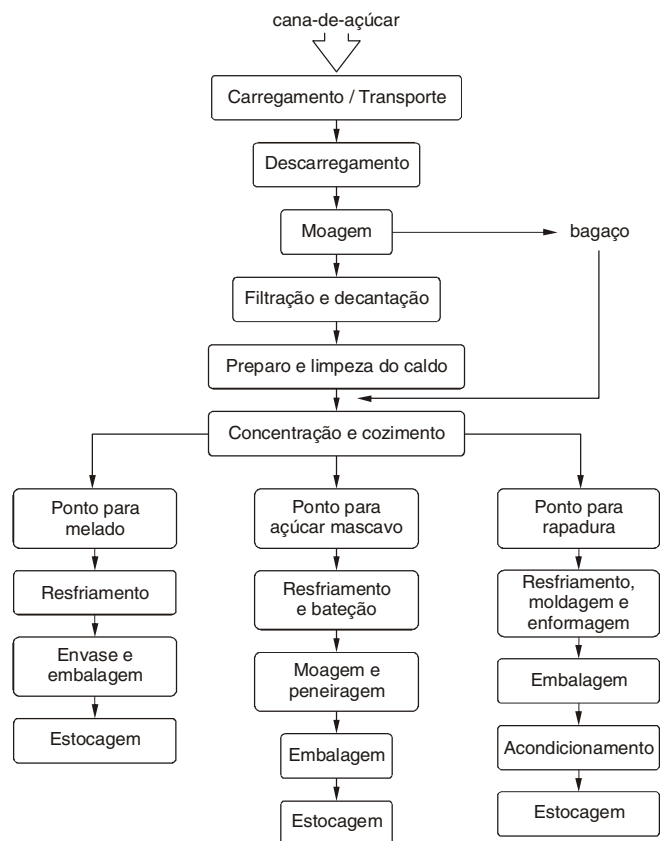 cana-de-açúcar
Carregamento / Transporte
Descarregamento
Moagem
bagaço
Filtração e decantação
Preparo e limpeza do caldo
Concentração e cozimento
Ponto para
melado
Resfriamento
Envase e
embalagem
Estocagem
Ponto para
açúcar mascavo
Resfriamento
e bateção
Moagem e
peneiragem
Embalagem
Estocagem
Ponto para
rapadura
Resfriamento,
moldagem e
enformagem
Embalagem
Acondicionamento
Estocagem